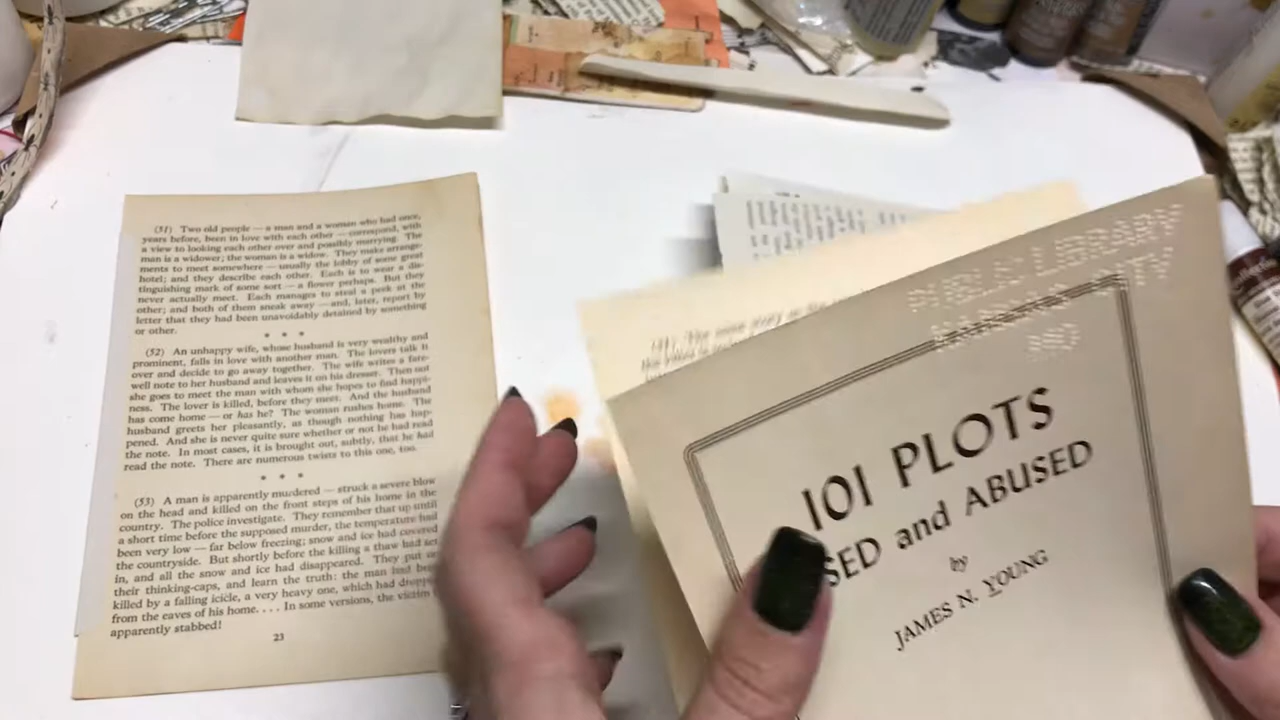 (51) Two old people — a man and a woman who had once,
years before, been in love with each other — correspond, with
a view to looking each other over and possibly marrying. The
man is a widower; the woman is a widow. They make arrange-
ments to meet somewhere — usually the lobby of some great
hotel; and they describe each other. Each is to wear a dis-
tinguishing mark of some sort — a flower perhaps. But they
never actually meet. Each manages to steal a peek at the
other; and both of them sneak away — and, later, report by
letter that they had been unavoidably detained by something
or other.
* * *
(52) An unhappy wife, whose husband is very wealthy and
prominent, falls in love with another man. The lovers talk it
over and decide to go away together. The wife writes a fare-
well note to her husband and leaves it on his dresser. Then out
she goes to meet the man with whom she hopes to find happi-
ness. The lover is killed, before they meet. And the husband
has come home — or has he? The woman rushes home. The
husband greets her pleasantly, as though nothing has hap-
pened. And she is never quite sure whether or not he had read
the note. In most cases, it is brought out, subtly, that he had
read the note. There are numerous twists to this one, too.
* * *
(53) A man is apparently murdered — struck a severe blow
on the head and killed on the front steps of his home in the
country. The police investigate. They remember that up until
a short time before the supposed murder, the temperature had
been very low — far below freezing; snow and ice had covered
the countryside. But shortly before the killing a thaw had set
in, and all the snow and ice had disappeared. They put on
their thinking-caps, and learn the truth: the man had been
killed by a falling icicle, a very heavy one, which had dropped
from the eaves of his home. . . . In some versions, the victim
apparently stabbed!
23
PUBLIC LIBRARY
101 PLOTS
SED and ABUSED
by
JAMES N. YOUNG